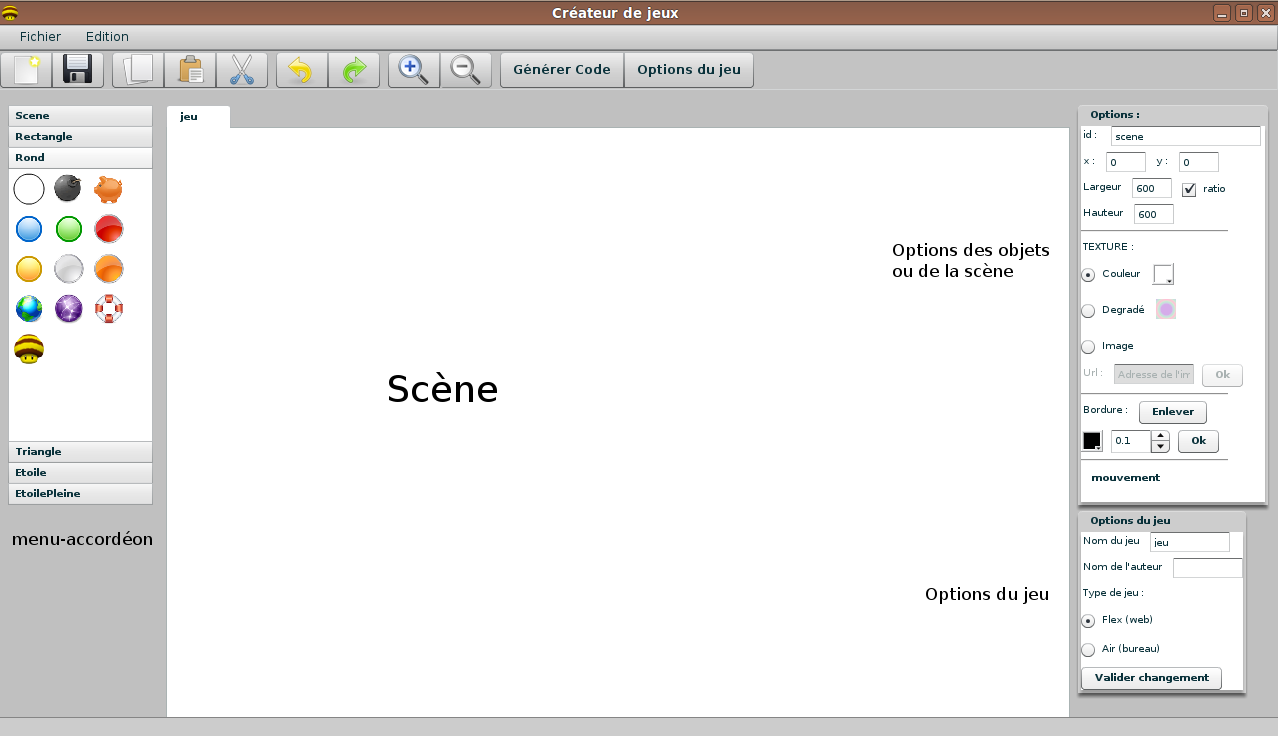 Créateur de jeux
Fichier Edition
Générer Code Options du jeu
Scene
Rectangle
Rond
Triangle
Etoile
EtoilePleine
menu-accordéon
jeu
Scène
Options des objets
ou de la scène
Options du jeu
Options :
id : scene
x : 0 y : 0
Largeur 600 ratio
Hauteur 600
TEXTURE :
Couleur
Degradé
Image
Url : Adresse de l'im Ok
Bordure : Enlever
0.1 Ok
mouvement
Options du jeu
Nom du jeu jeu
Nom de l'auteur
Type de jeu :
Flex (web)
Air (bureau)
Valider changement